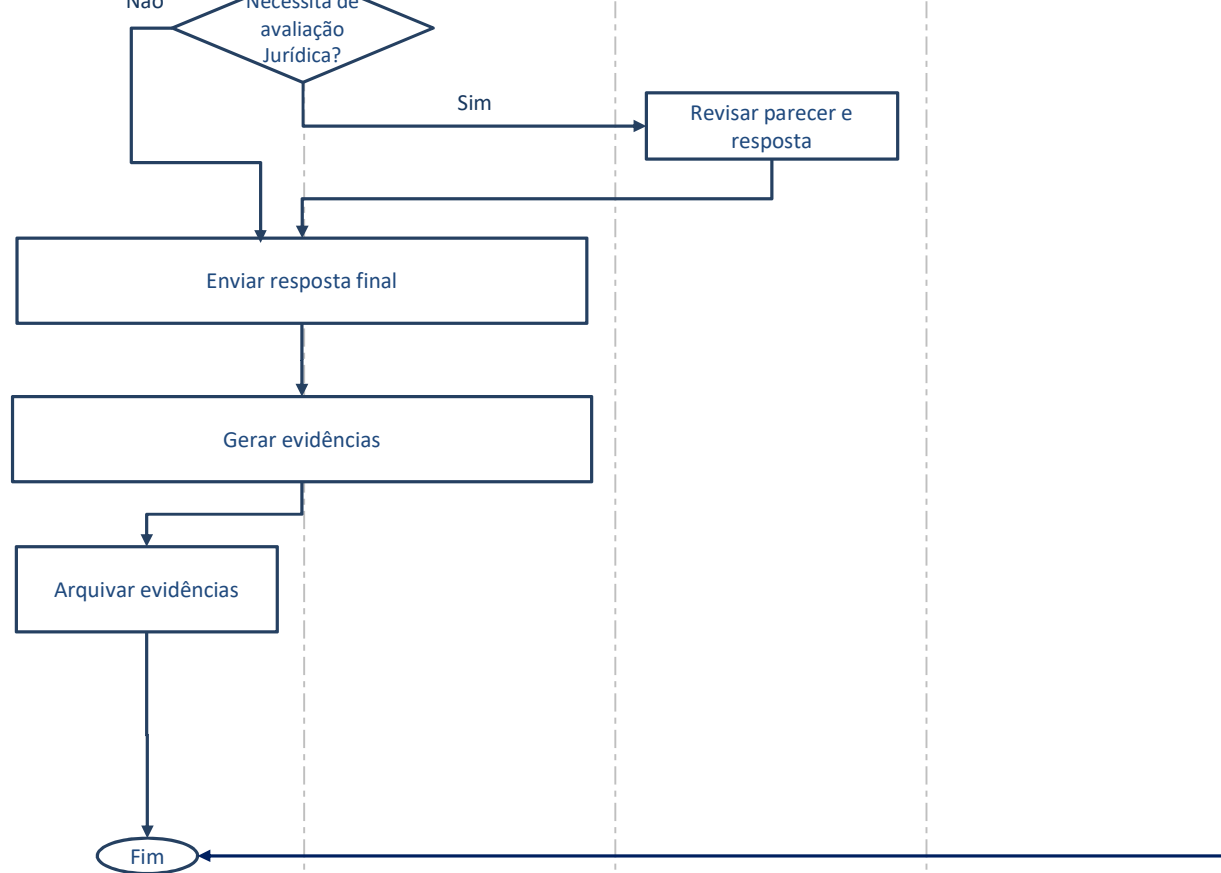 Não
Necessita de
avaliação
Jurídica?
Sim
Revisar parecer e
resposta
Enviar resposta final
Gerar evidências
Arquivar evidências
Fim